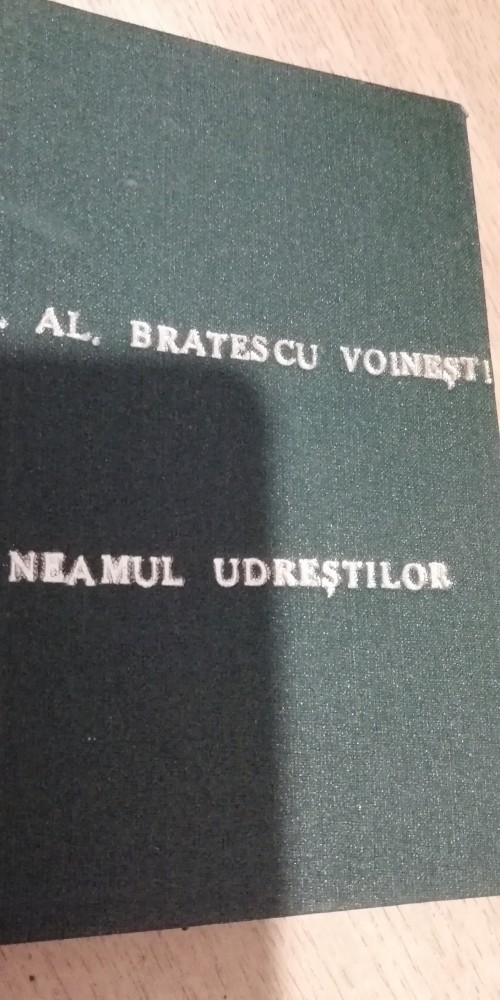 . AL. BRATESCU VOINEȘTI
NEAMUL UDREȘTILOR